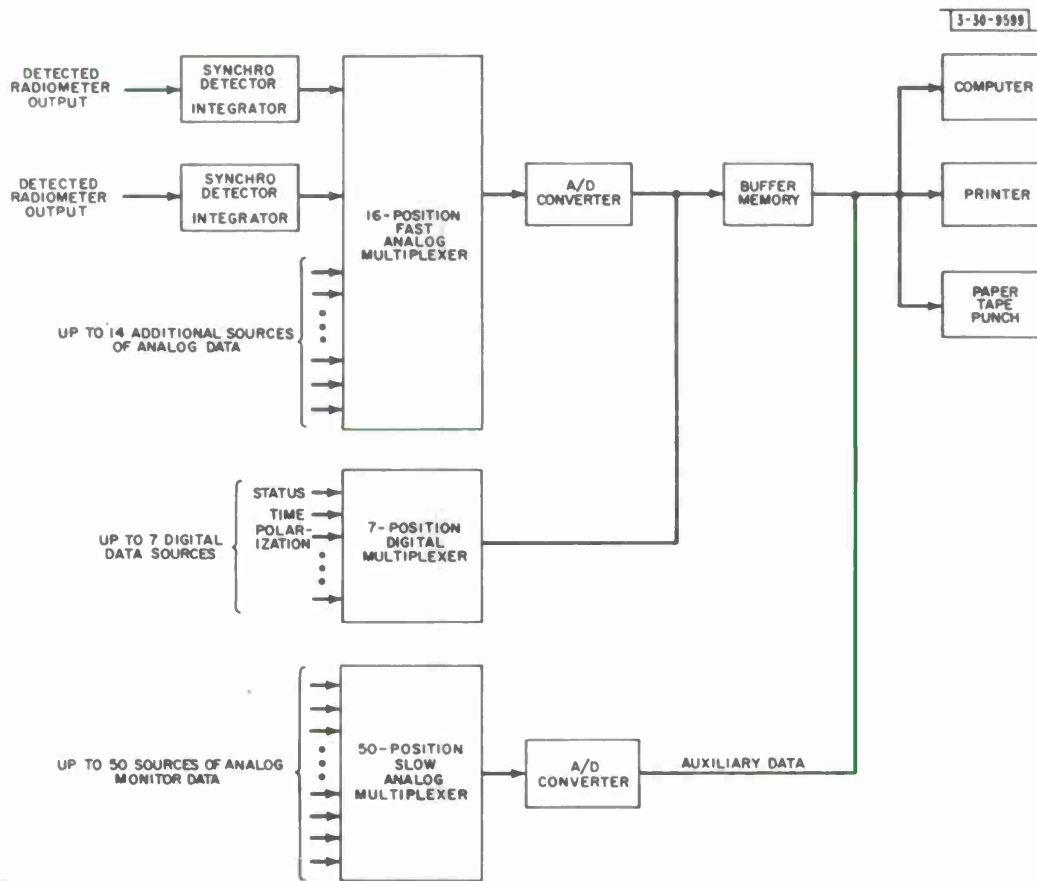 3-30-9599
DETECTED
RADIOMETER
OUTPUT
SYNCHRO
DETECTOR
INTEGRATOR
DETECTED
RADIOMETER
OUTPUT
SYNCHRO
DETECTOR
INTEGRATOR
UP TO 14 ADDITIONAL SOURCES
OF ANALOG DATA
16-POSITION
FAST
ANALOG
MULTIPLEXER
A/D
CONVERTER
BUFFER
MEMORY
COMPUTER
PRINTER
PAPER
TAPE
PUNCH
UP TO 7 DIGITAL
DATA SOURCES
STATUS
TIME
POLAR-
IZATION
7-POSITION
DIGITAL
MULTIPLEXER
UP TO 50 SOURCES OF ANALOG
MONITOR DATA
50-POSITION
SLOW
ANALOG
MULTIPLEXER
A/D
CONVERTER
AUXILIARY DATA